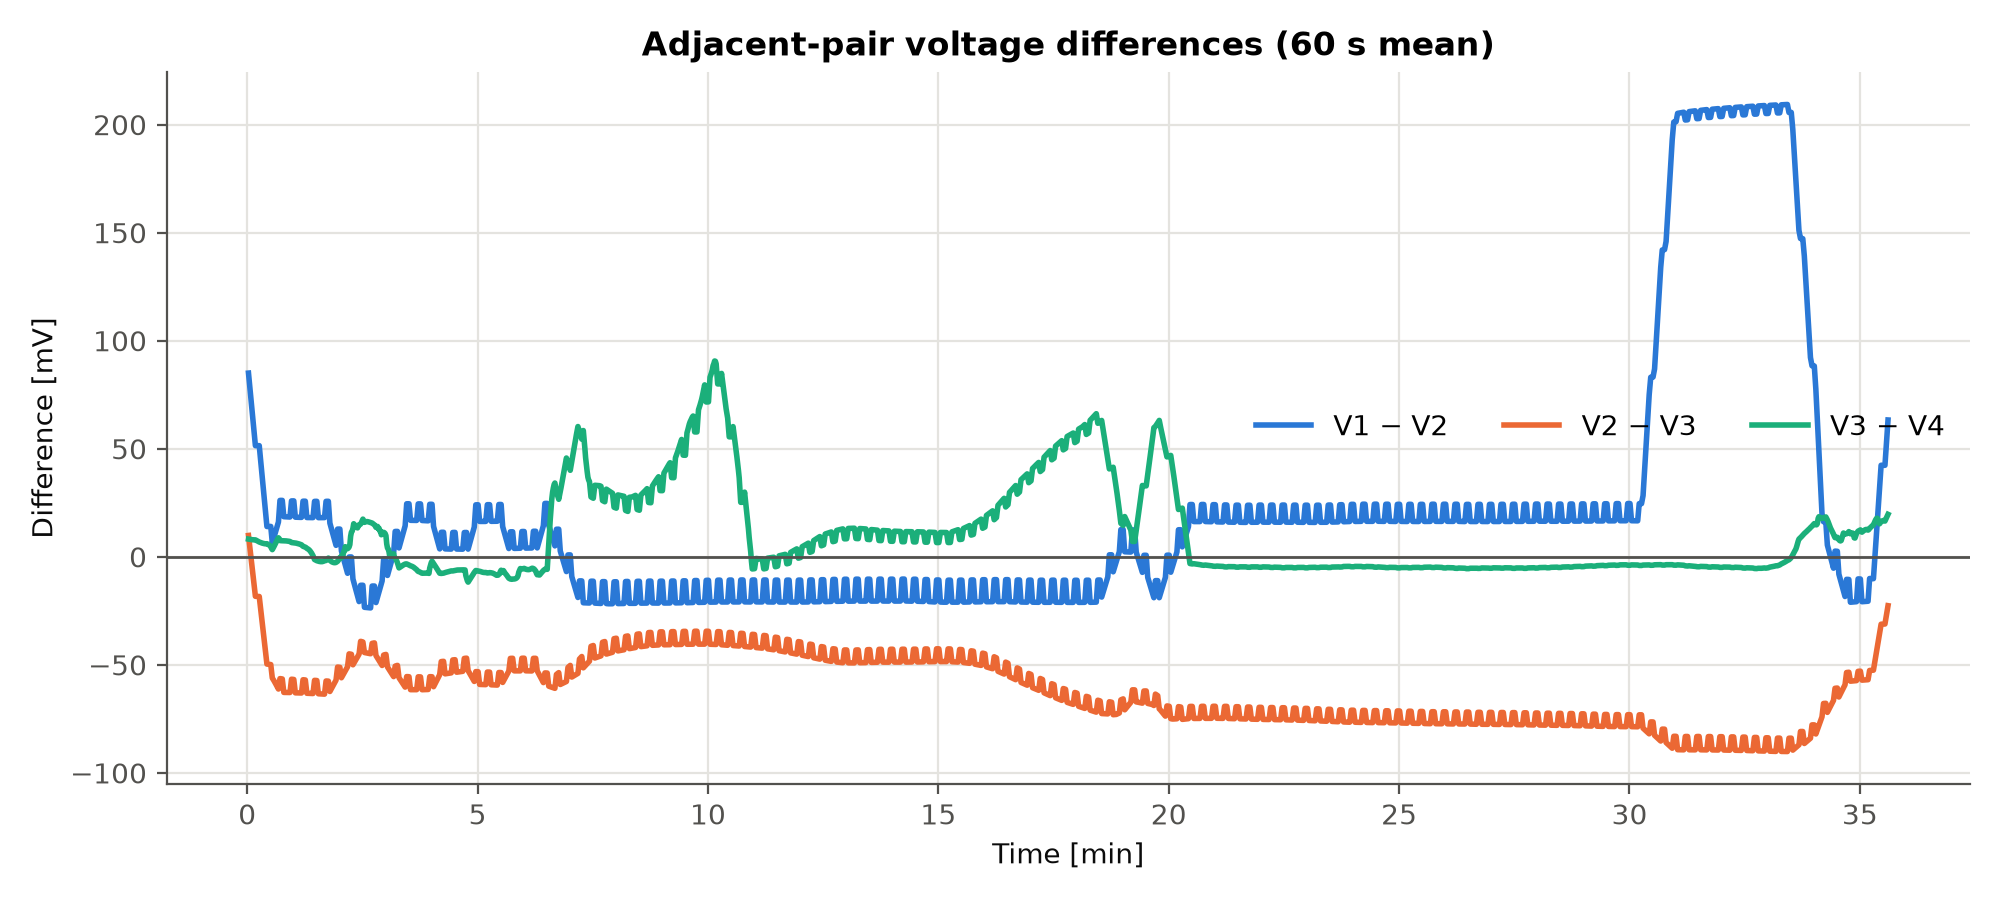 Adjacent-pair voltage differences (60 s mean)
Difference [mV]
200
150
100
50
0
−50
−100
V1 − V2
V2 − V3
V3 − V4
0 5 10 15 20 25 30 35
Time [min]